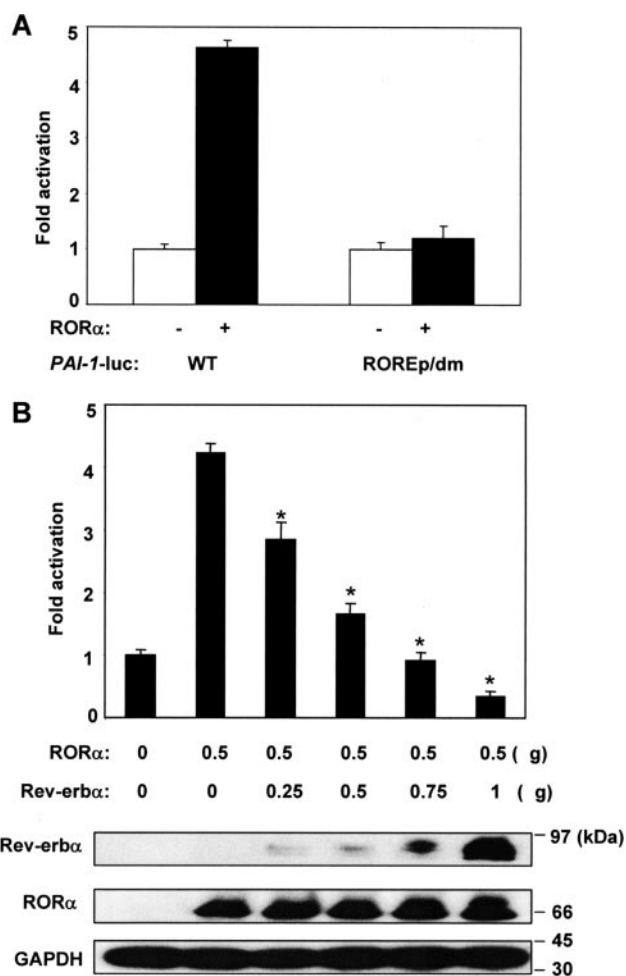 A
5
4
3
2
1
0
Fold activation
RORα: - + - +
PAI-1-luc: WT ROREp/dm
B
5
4
3
2
1
0
Fold activation
* * * *
RORα: 0 0.5 0.5 0.5 0.5 0.5 ( g)
Rev-erbα: 0 0 0.25 0.5 0.75 1 ( g)
Rev-erbα
97 (kDa)
RORα
66
45
GAPDH
30